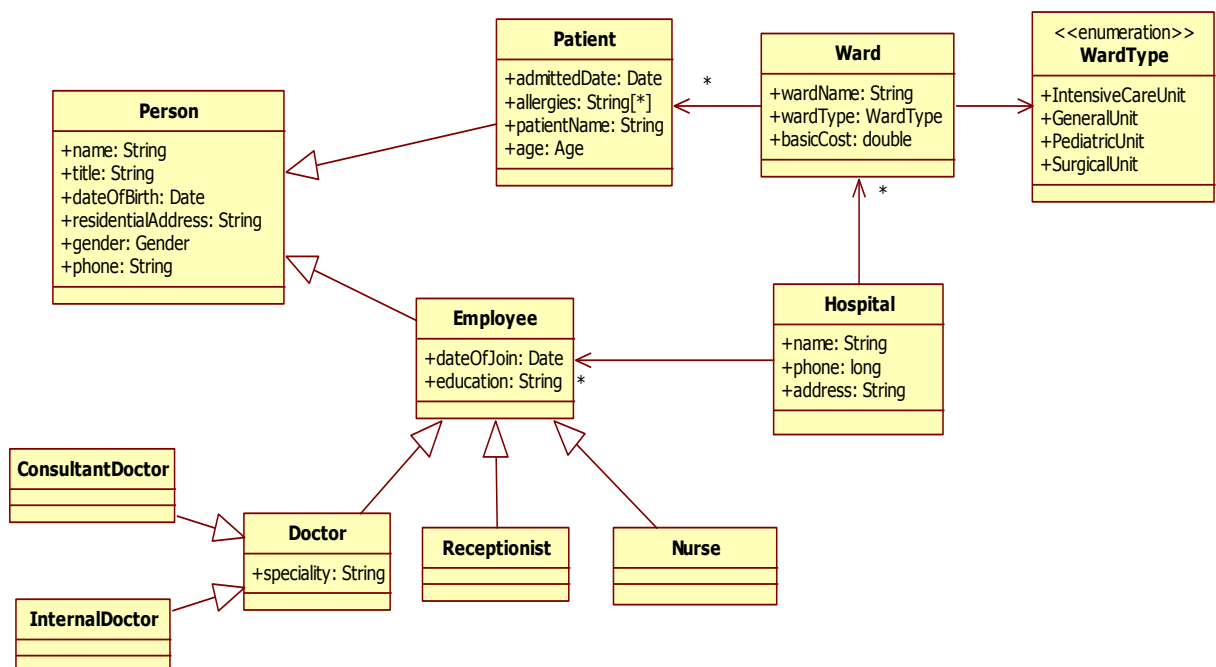 Patient
+admittedDate: Date
+allergies: String[*]
+patientName: String
+age: Age
*
Ward
+wardName: String
+wardType: WardType
+basicCost: double
*
<<enumeration>>
WardType
+IntensiveCareUnit
+GeneralUnit
+PediatricUnit
+SurgicalUnit
Person
+name: String
+title: String
+dateOfBirth: Date
+residentialAddress: String
+gender: Gender
+phone: String
Employee
+dateOfJoin: Date
+education: String
*
Hospital
+name: String
+phone: long
+address: String
ConsultantDoctor
Doctor
+speciality: String
Receptionist
Nurse
InternalDoctor